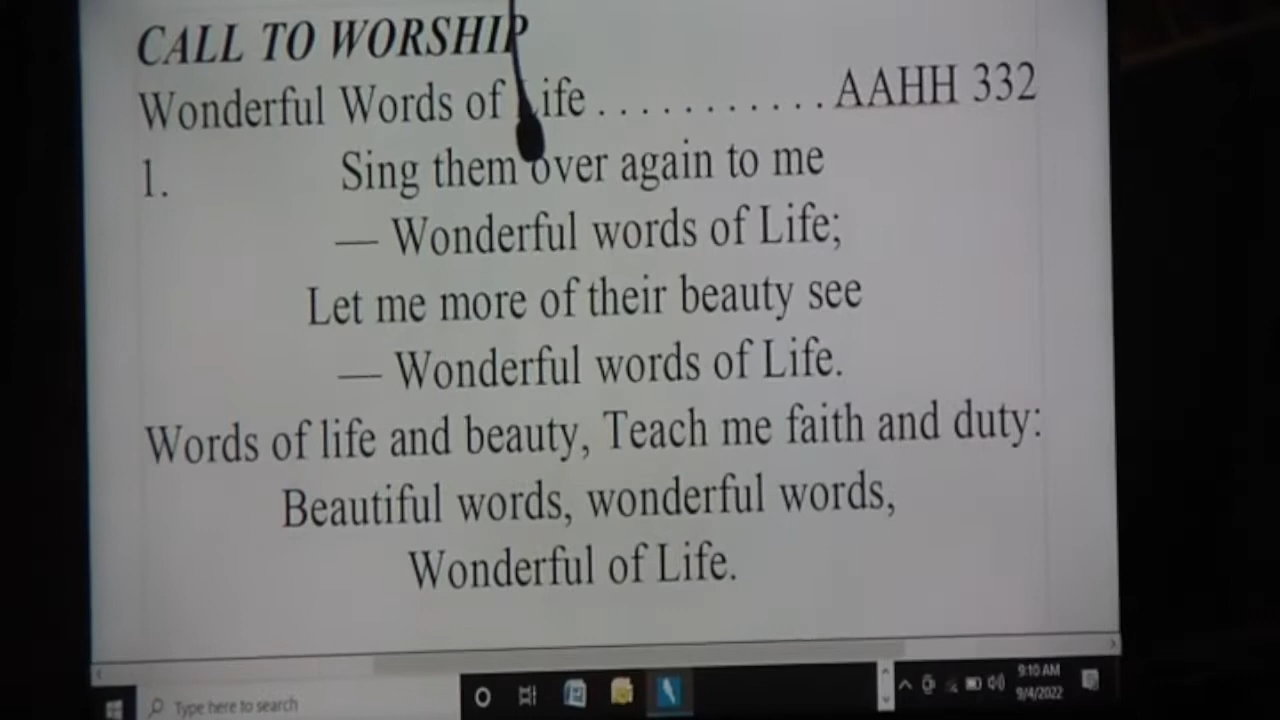 CALL TO WORSHIP
Wonderful Words of Life . . . . . . . . . . . AAHH 332
1. Sing them over again to me
— Wonderful words of Life;
Let me more of their beauty see
— Wonderful words of Life.
Words of life and beauty, Teach me faith and duty:
Beautiful words, wonderful words,
Wonderful of Life.
Type here to search
9:10 AM
9/4/2022